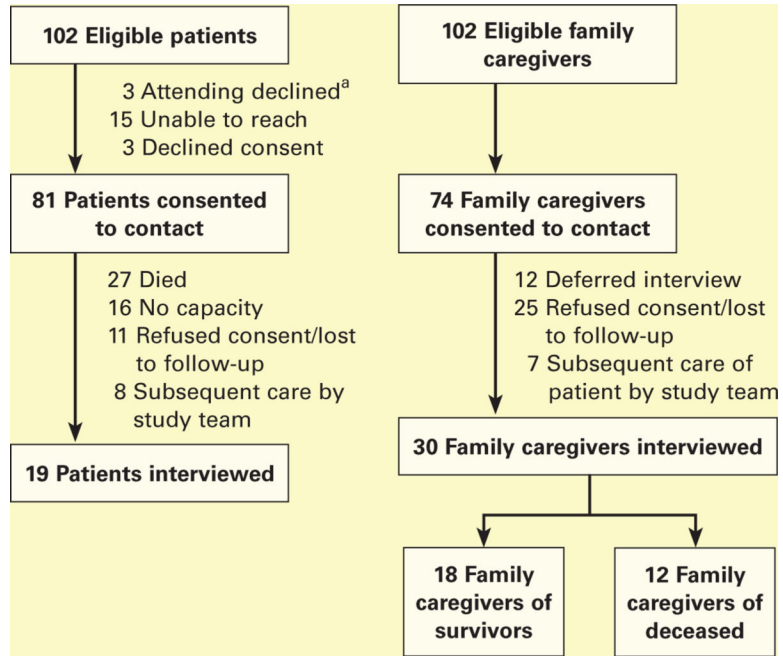 102 Eligible patients
3 Attending declinedª
15 Unable to reach
3 Declined consent
81 Patients consented
to contact
27 Died
16 No capacity
11 Refused consent/lost
to follow-up
8 Subsequent care by
study team
19 Patients interviewed
102 Eligible family
caregivers
74 Family caregivers
consented to contact
12 Deferred interview
25 Refused consent/lost
to follow-up
7 Subsequent care of
patient by study team
30 Family caregivers interviewed
18 Family
caregivers of
survivors
12 Family
caregivers of
deceased